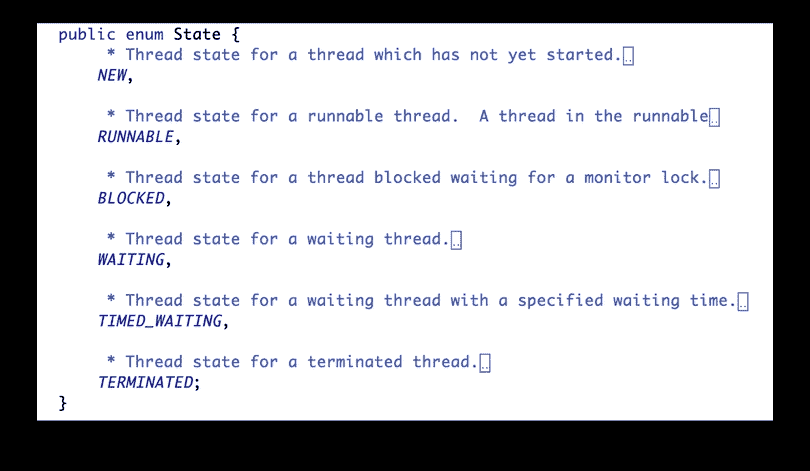 public enum State {
* Thread state for a thread which has not yet started.
NEW,
* Thread state for a runnable thread.  A thread in the runnable
RUNNABLE,
* Thread state for a thread blocked waiting for a monitor lock.
BLOCKED,
* Thread state for a waiting thread.
WAITING,
* Thread state for a waiting thread with a specified waiting time.
TIMED_WAITING,
* Thread state for a terminated thread.
TERMINATED;
}